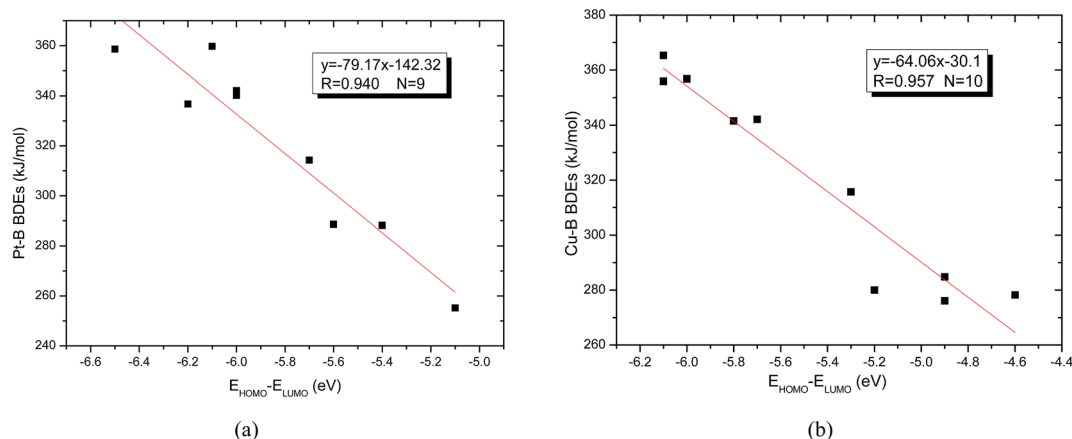 y=-79.17x-142.32
R=0.940 N=9
Pt-B BDEs (kJ/mol)
360
340
320
300
280
260
240
-6.6 -6.4 -6.2 -6.0 -5.8 -5.6 -5.4 -5.2 -5.0
E_HOMO-E_LUMO (eV)
(a)
y=-64.06x-30.1
R=0.957 N=10
Cu-B BDEs (kJ/mol)
380
360
340
320
300
280
260
-6.2 -6.0 -5.8 -5.6 -5.4 -5.2 -5.0 -4.8 -4.6 -4.4
E_HOMO-E_LUMO (eV)
(b)